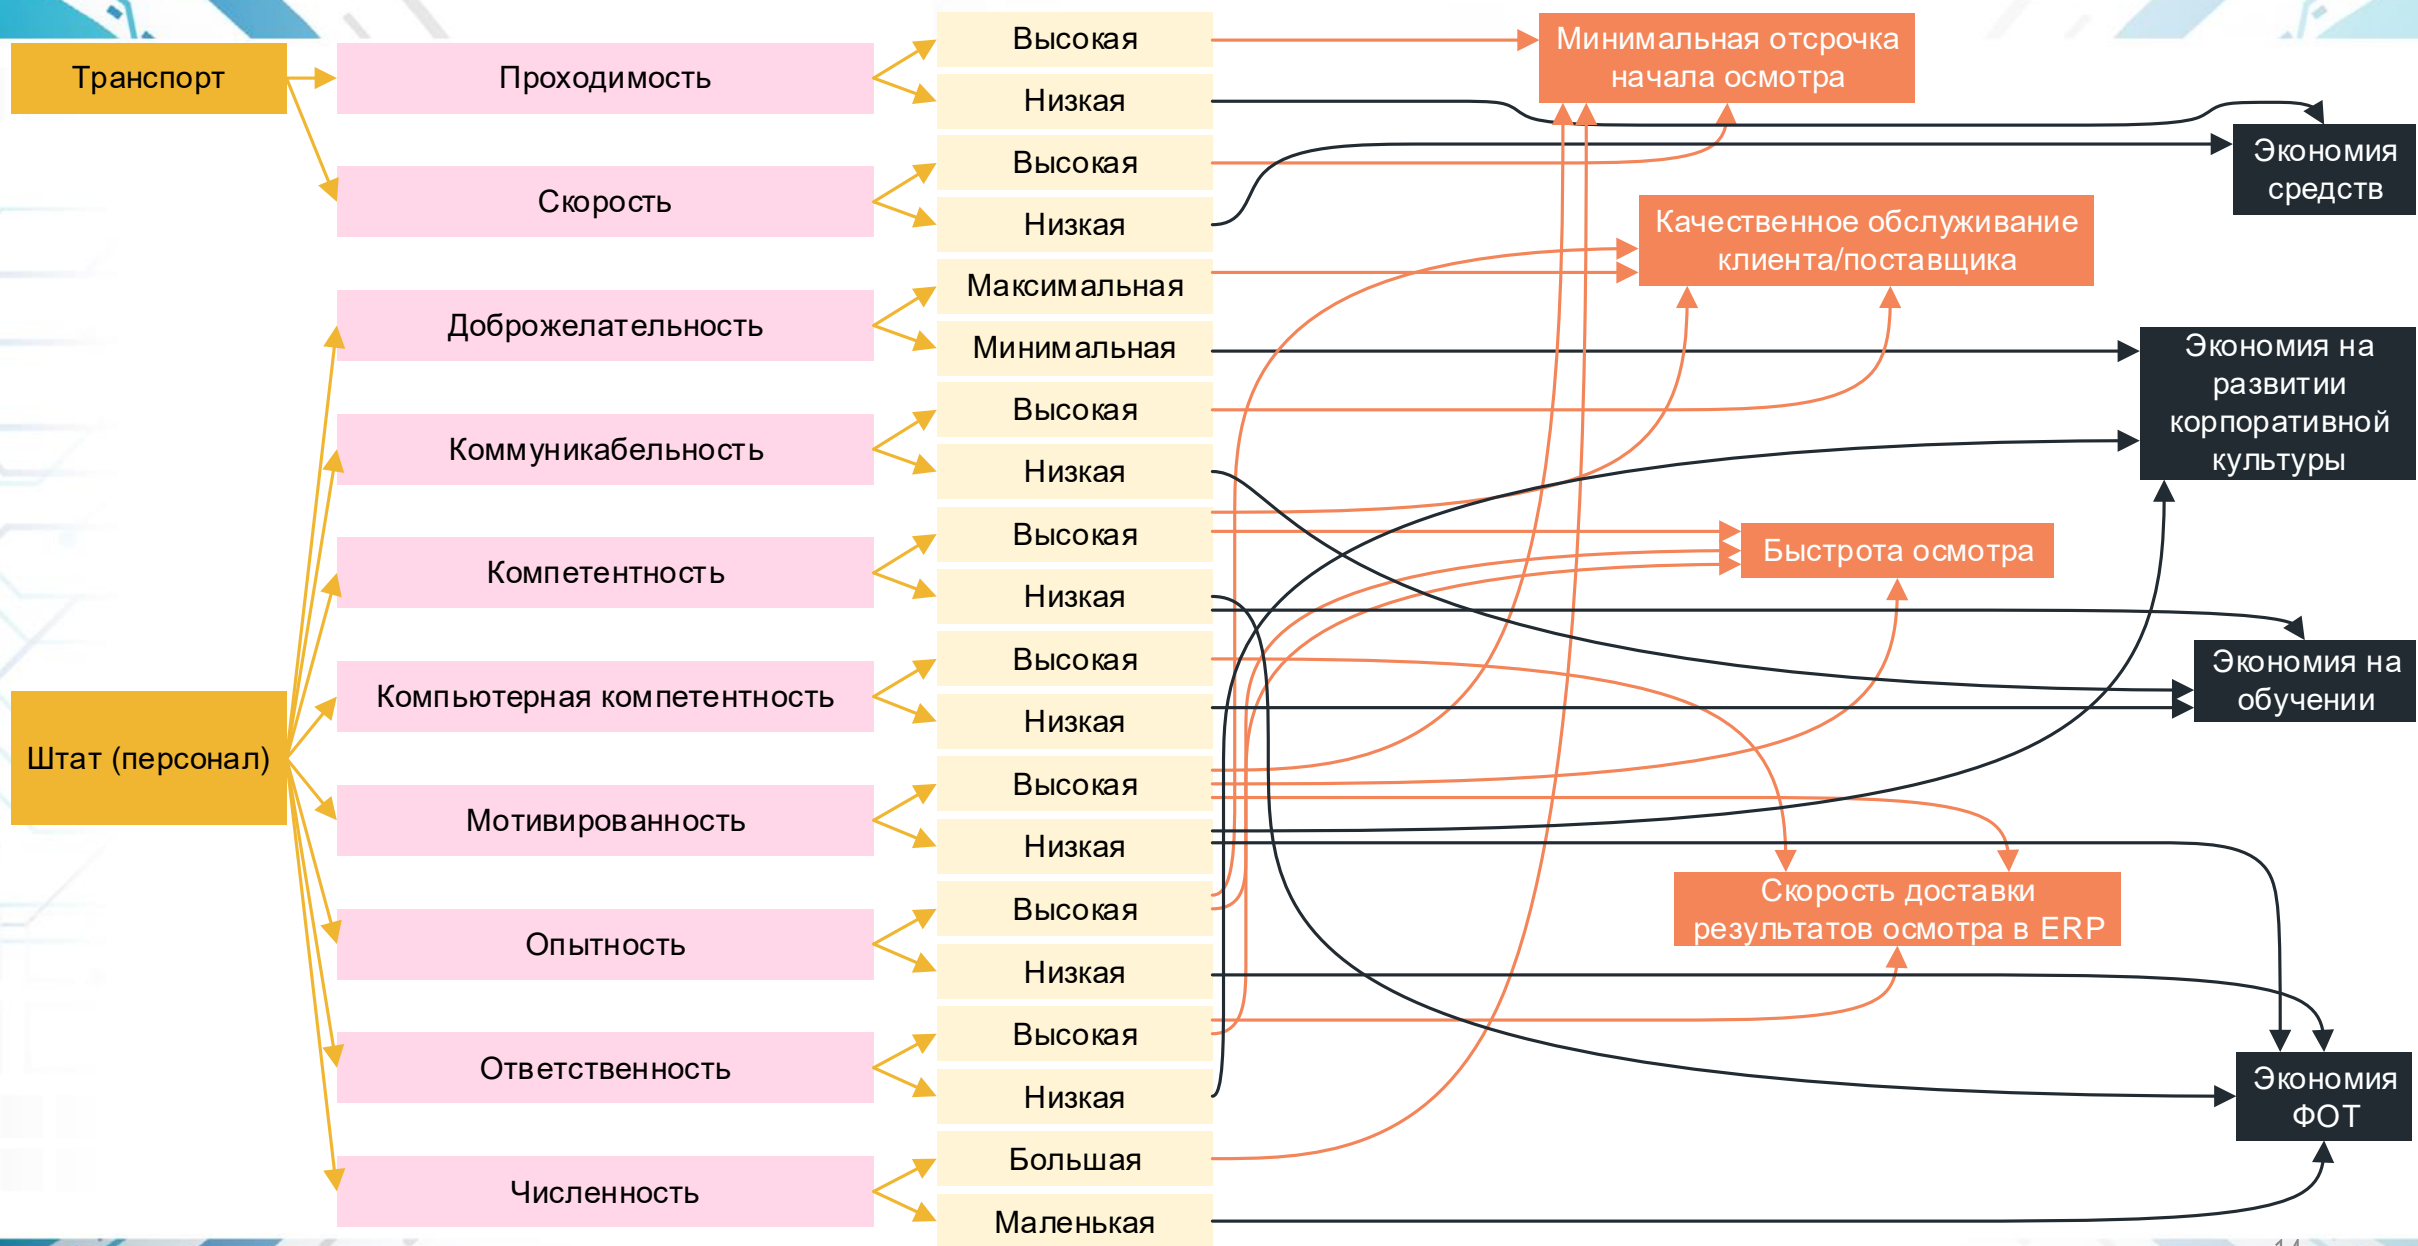 Транспорт
Проходимость
Высокая
Низкая
Скорость
Высокая
Низкая
Штат (персонал)
Доброжелательность
Максимальная
Минимальная
Коммуникабельность
Высокая
Низкая
Компетентность
Высокая
Низкая
Компьютерная компетентность
Высокая
Низкая
Мотивированность
Высокая
Низкая
Опытность
Высокая
Низкая
Ответственность
Высокая
Низкая
Численность
Большая
Маленькая
Минимальная отсрочка
начала осмотра
Качественное обслуживание
клиента/поставщика
Быстрота осмотра
Скорость доставки
результатов осмотра в ERP
Экономия
средств
Экономия на
развитии
корпоративной
культуры
Экономия на
обучении
Экономия
ФОТ